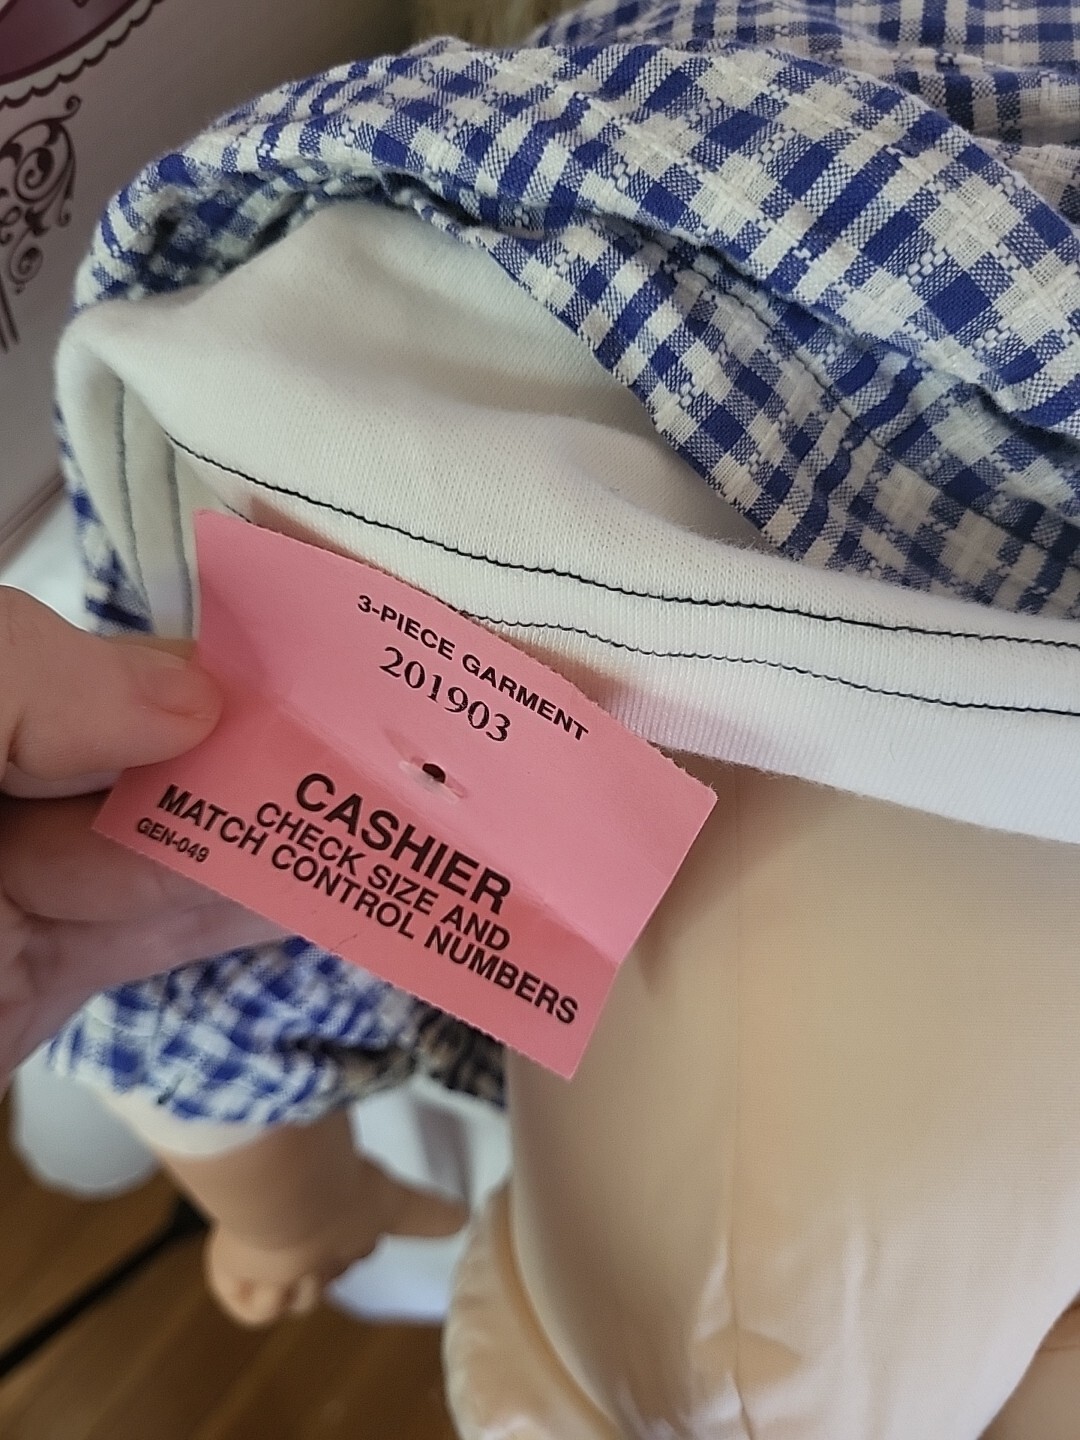 3-PIECE GARMENT
201903
CASHIER
CHECK SIZE AND
MATCH CONTROL NUMBERS
GEN-049